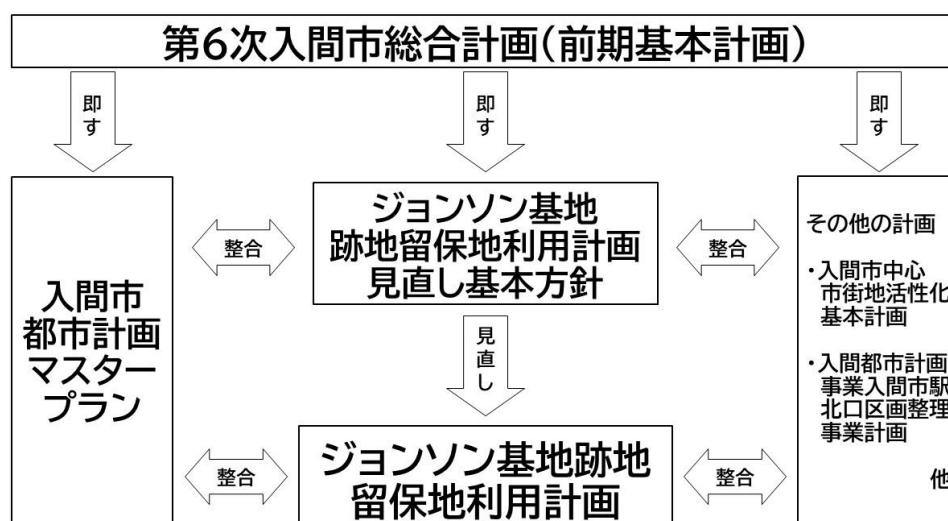 第6次入間市総合計画(前期基本計画)
即す
即す
即す
入間市
都市計画
マスター
プラン
整合
ジョンソン基地
跡地留保地利用計画
見直し基本方針
整合
その他の計画
・入間市中心
市街地活性化
基本計画
・入間都市計画
事業入間市駅
北口区画整理
事業計画
他
見直し
整合
ジョンソン基地跡地
留保地利用計画
整合